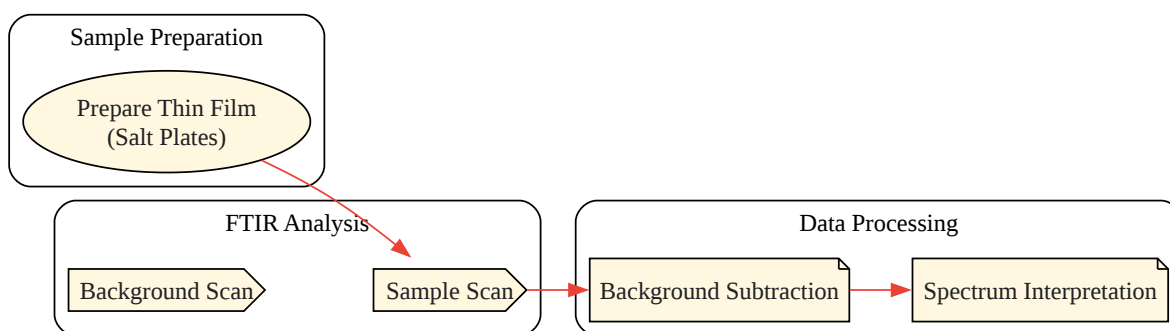 Sample Preparation
Prepare Thin Film
(Salt Plates)
FTIR Analysis
Data Processing
Background Scan
Sample Scan
Background Subtraction
Spectrum Interpretation